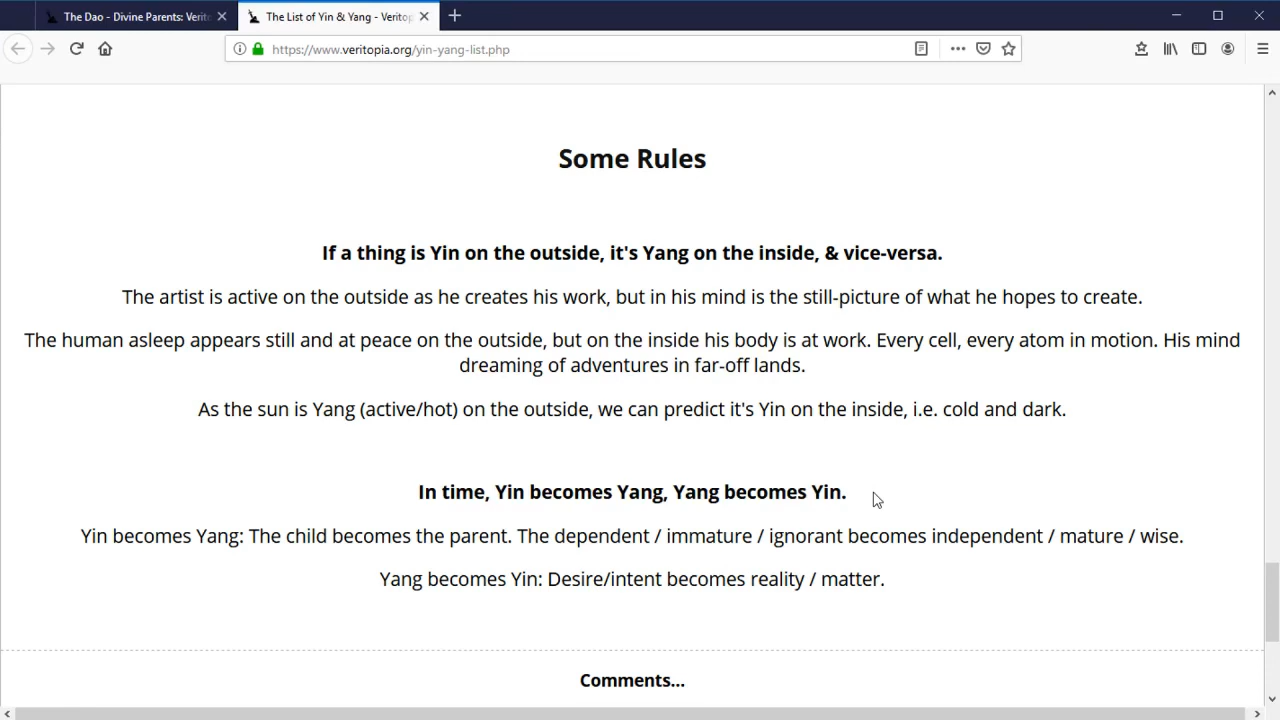 The Dao - Divine Parents: Verito
The List of Yin & Yang - Veritop
https://www.veritopia.org/yin-yang-list.php
Some Rules
If a thing is Yin on the outside, it's Yang on the inside, & vice-versa.
The artist is active on the outside as he creates his work, but in his mind is the still-picture of what he hopes to create.
The human asleep appears still and at peace on the outside, but on the inside his body is at work. Every cell, every atom in motion. His mind
dreaming of adventures in far-off lands.
As the sun is Yang (active/hot) on the outside, we can predict it's Yin on the inside, i.e. cold and dark.
In time, Yin becomes Yang, Yang becomes Yin.
Yin becomes Yang: The child becomes the parent. The dependent / immature / ignorant becomes independent / mature / wise.
Yang becomes Yin: Desire/intent becomes reality / matter.
Comments...